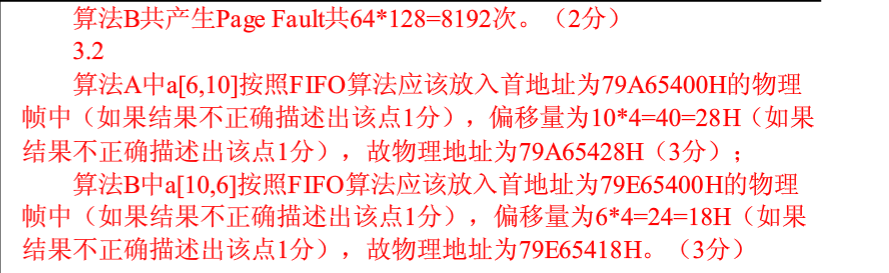 算法B共产生Page Fault共64*128=8192次。（2分）
3.2
算法A中a[6,10]按照FIFO算法应该放入首地址为79A65400H的物理
帧中（如果结果不正确描述出该点1分），偏移量为10*4=40=28H（如果
结果不正确描述出该点1分），故物理地址为79A65428H（3分）；
算法B中a[10,6]按照FIFO算法应该放入首地址为79E65400H的物理
帧中（如果结果不正确描述出该点1分），偏移量为6*4=24=18H（如果
结果不正确描述出该点1分），故物理地址为79E65418H。（3分）